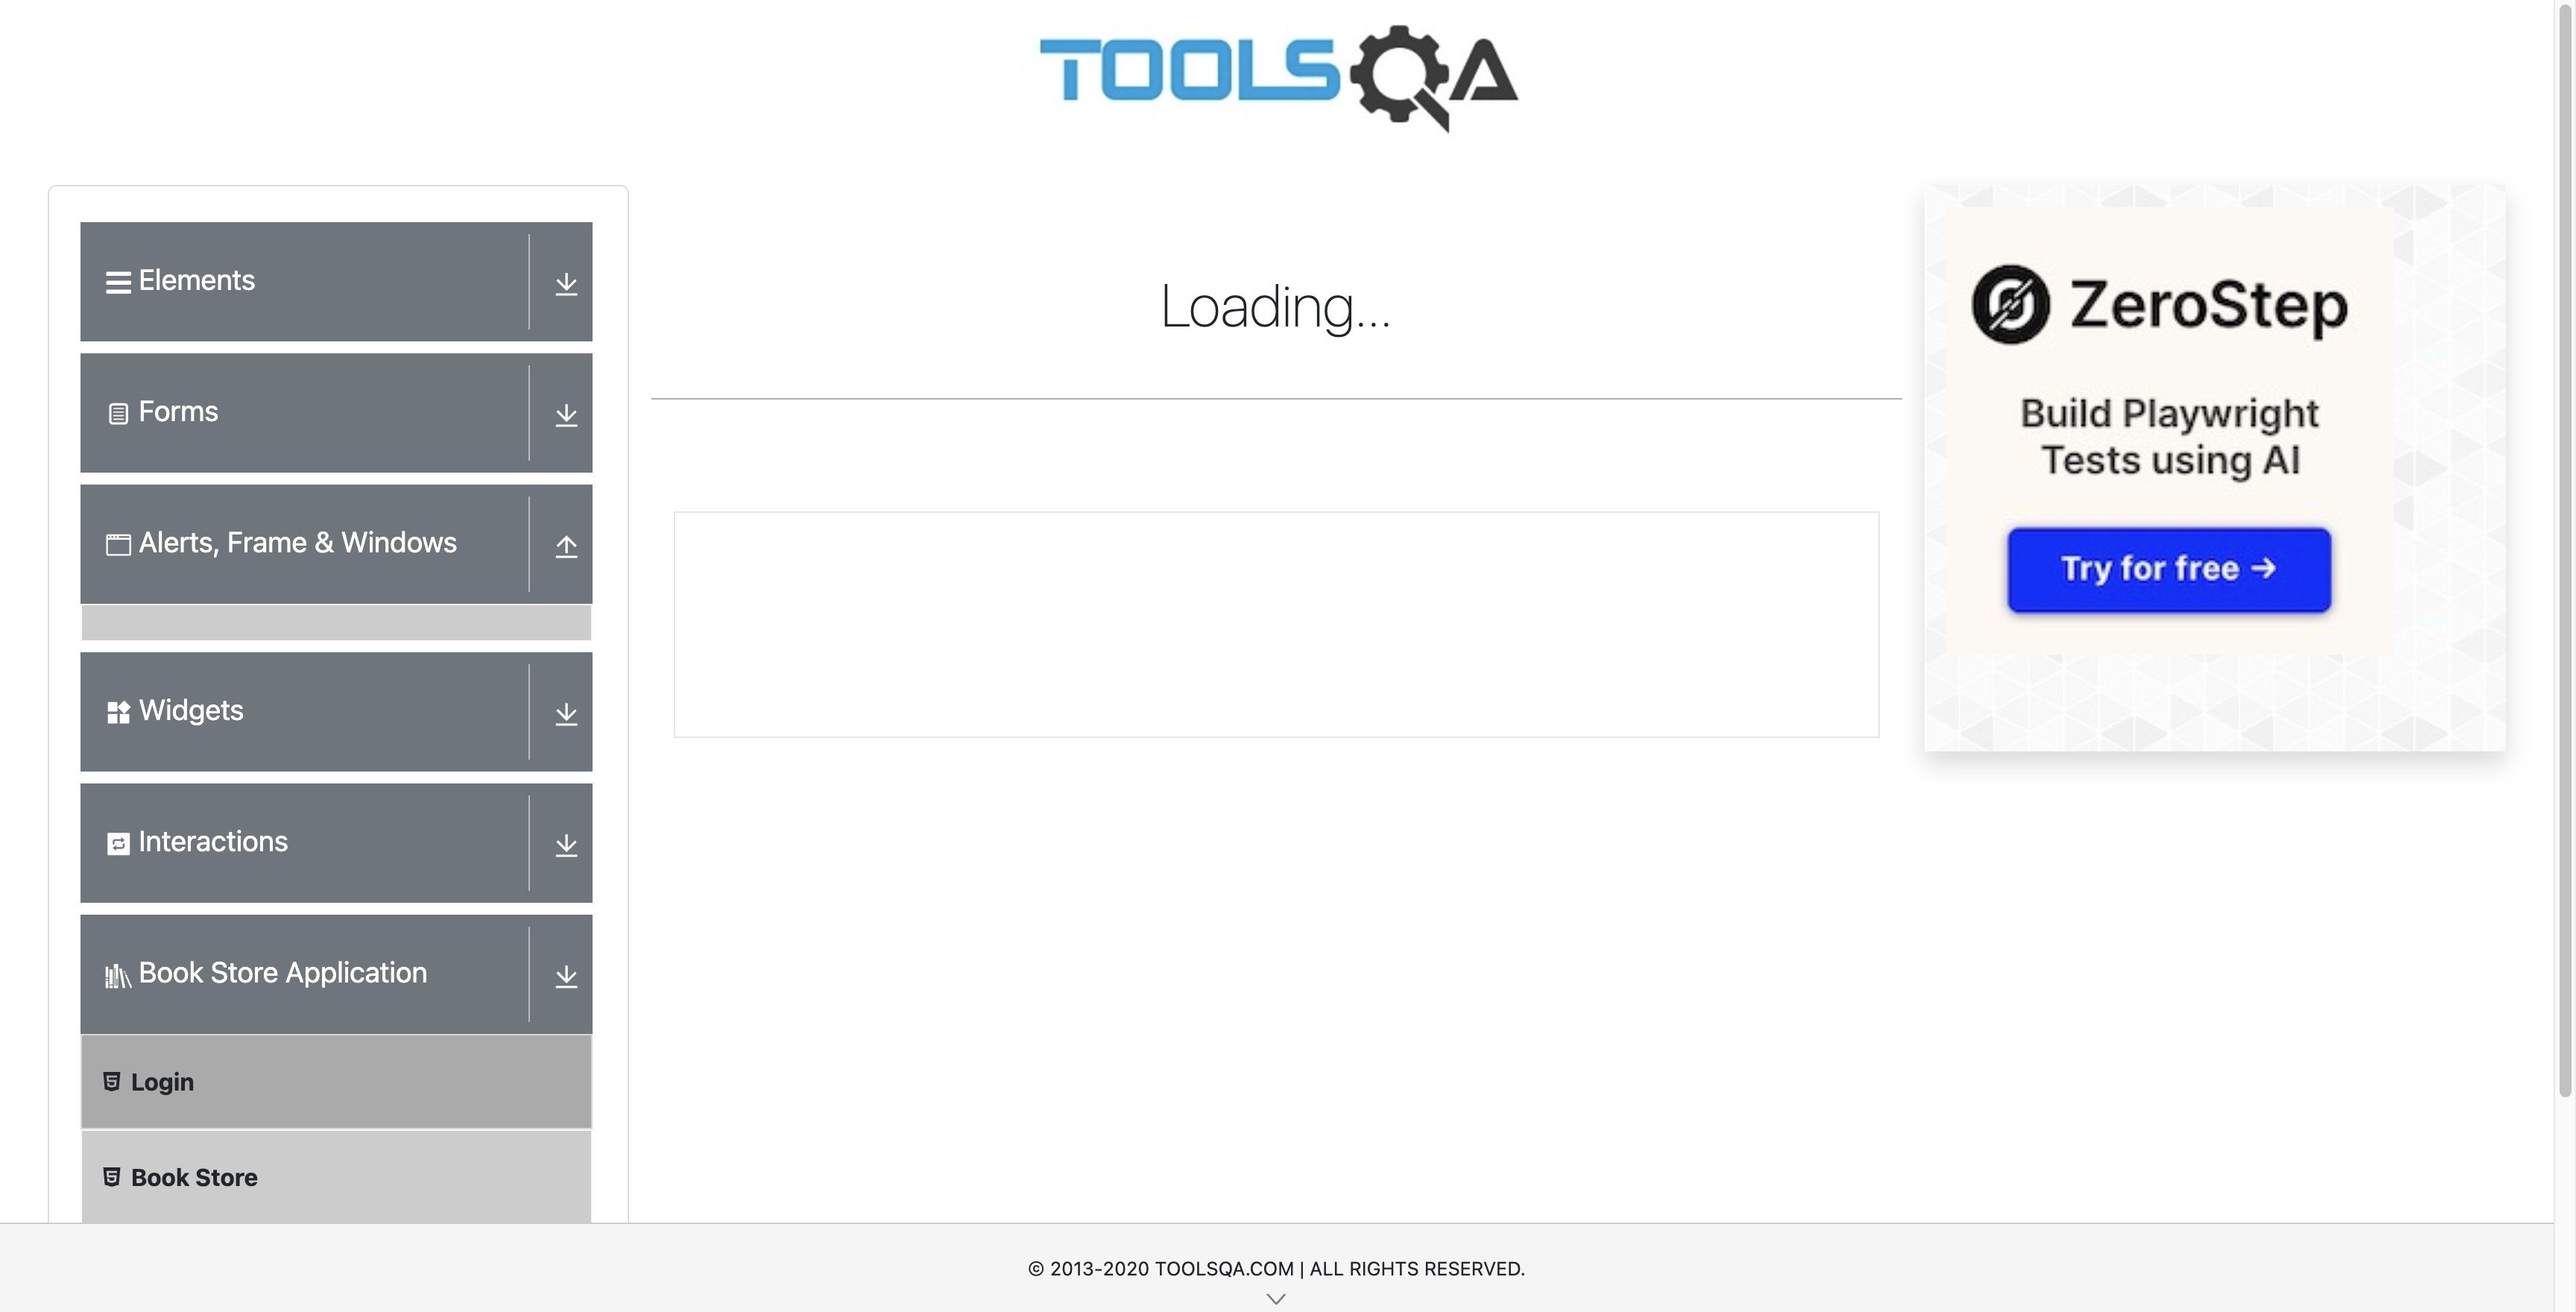 TOOLSQA
Elements
Forms
Alerts, Frame & Windows
Widgets
Interactions
Book Store Application
Login
Book Store
Loading...
ZeroStep
Build Playwright
Tests using AI
Try for free →
© 2013-2020 TOOLSQA.COM | ALL RIGHTS RESERVED.